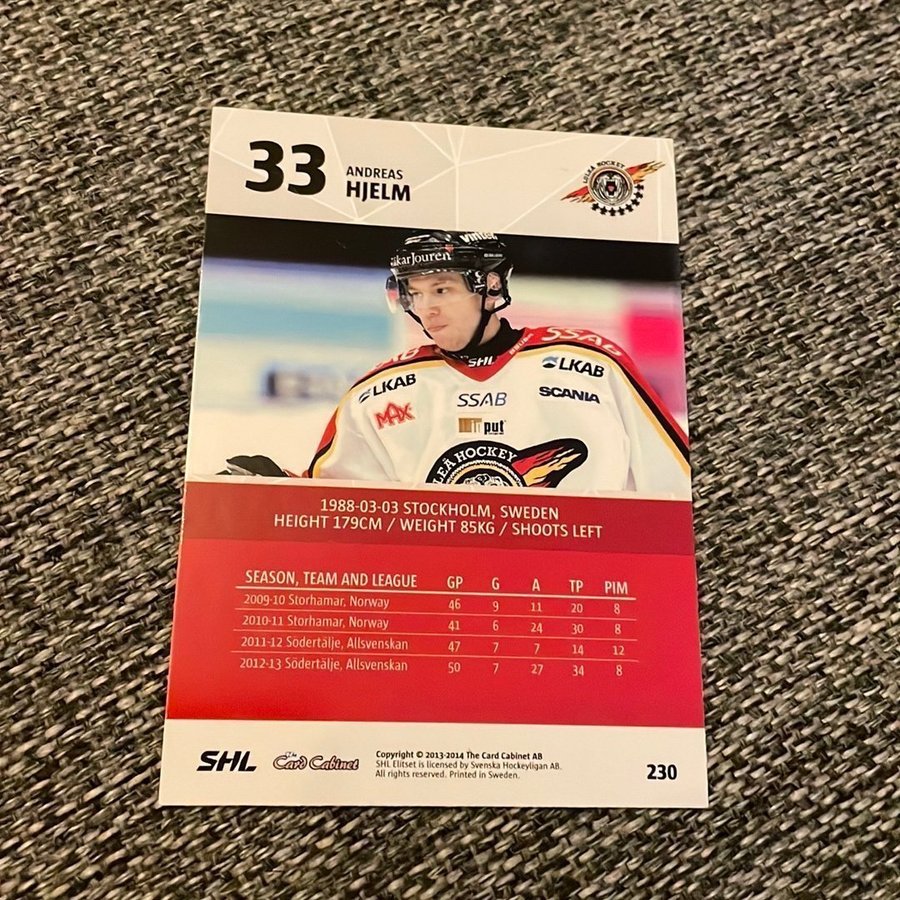 33
ANDREAS
HJELM
LULEÅ HOCKEY
LäkarJouren
SSAB
SHL
LKAB
LKAB
MAX
SSAB
SCANIA
put
LEÅ HOCKEY
1988-03-03 STOCKHOLM, SWEDEN
HEIGHT 179CM / WEIGHT 85KG / SHOOTS LEFT
SEASON, TEAM AND LEAGUE GP G A TP PIM
2009-10 Storhamar, Norway 46 9 11 20 8
2010-11 Storhamar, Norway 41 6 24 30 8
2011-12 Södertälje, Allsvenskan 47 7 7 14 12
2012-13 Södertälje, Allsvenskan 50 7 27 34 8
SHL
The
Card Cabinet
Copyright © 2013-2014 The Card Cabinet AB
SHL Elitset is licensed by Svenska Hockeyligan AB.
All rights reserved. Printed in Sweden.
230